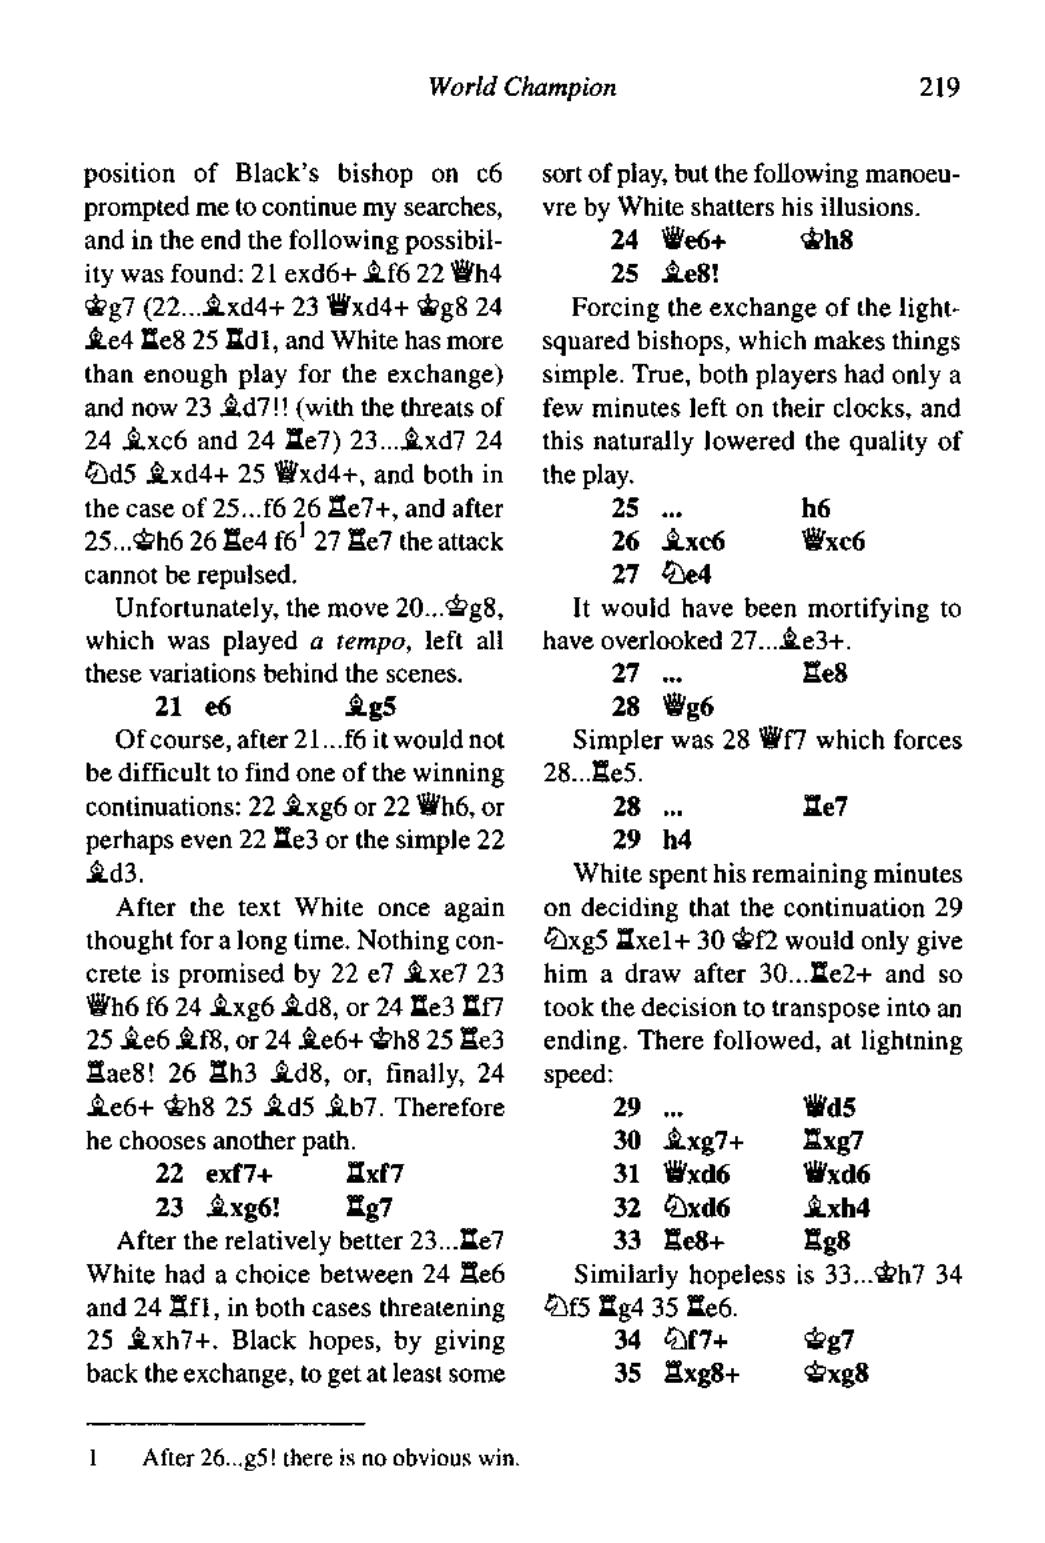 World Champion 219
position of Black's bishop on c6
prompted me to continue my searches,
and in the end the following possibil-
ity was found: 21 exd6+ ♗f6 22 ♕h4
♔g7 (22...♗xd4+ 23 ♕xd4+ ♔g8 24
♗e4 ♖e8 25 ♖d1, and White has more
than enough play for the exchange)
and now 23 ♗d7!! (with the threats of
24 ♗xc6 and 24 ♖e7) 23...♗xd7 24
♘d5 ♗xd4+ 25 ♕xd4+, and both in
the case of 25...f6 26 ♖e7+, and after
25...♔h6 26 ♖e4 f6¹ 27 ♖e7 the attack
cannot be repulsed.
Unfortunately, the move 20...♔g8,
which was played a tempo, left all
these variations behind the scenes.
21 e6 ♗g5
Of course, after 21...f6 it would not
be difficult to find one of the winning
continuations: 22 ♗xg6 or 22 ♕h6, or
perhaps even 22 ♖e3 or the simple 22
♗d3.
After the text White once again
thought for a long time. Nothing con-
crete is promised by 22 e7 ♗xe7 23
♕h6 f6 24 ♗xg6 ♗d8, or 24 ♖e3 ♖f7
25 ♗e6 ♗f8, or 24 ♗e6+ ♔h8 25 ♖e3
♖ae8! 26 ♖h3 ♗d8, or, finally, 24
♗e6+ ♔h8 25 ♗d5 ♗b7. Therefore
he chooses another path.
22 exf7+ ♖xf7
23 ♗xg6! ♖g7
After the relatively better 23...♖e7
White had a choice between 24 ♖e6
and 24 ♖f1, in both cases threatening
25 ♗xh7+. Black hopes, by giving
back the exchange, to get at least some
1 After 26...g5! there is no obvious win.
sort of play, but the following manoeu-
vre by White shatters his illusions.
24 ♕e6+ ♔h8
25 ♗e8!
Forcing the exchange of the light-
squared bishops, which makes things
simple. True, both players had only a
few minutes left on their clocks, and
this naturally lowered the quality of
the play.
25 ... h6
26 ♗xc6 ♕xc6
27 ♘e4
It would have been mortifying to
have overlooked 27...♗e3+.
27 ... ♖e8
28 ♕g6
Simpler was 28 ♕f7 which forces
28...♖e5.
28 ... ♖e7
29 h4
White spent his remaining minutes
on deciding that the continuation 29
♘xg5 ♖xe1+ 30 ♔f2 would only give
him a draw after 30...♖e2+ and so
took the decision to transpose into an
ending. There followed, at lightning
speed:
29 ... ♕d5
30 ♗xg7+ ♖xg7
31 ♕xd6 ♕xd6
32 ♘xd6 ♗xh4
33 ♖e8+ ♖g8
Similarly hopeless is 33...♔h7 34
♘f5 ♖g4 35 ♖e6.
34 ♘f7+ ♔g7
35 ♖xg8+ ♔xg8